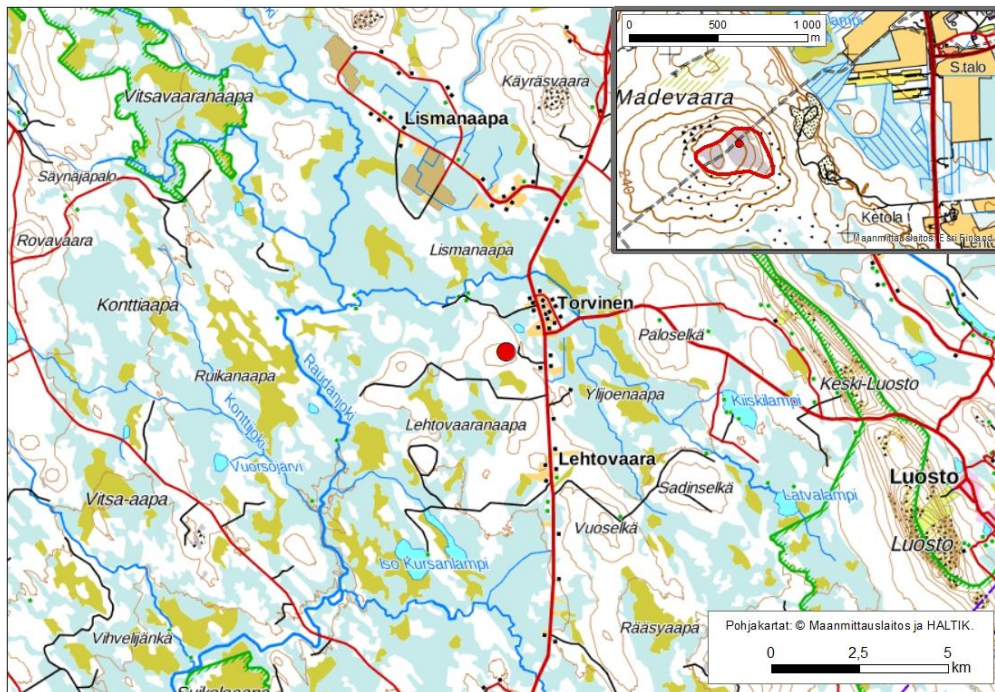 Vitsavaaranaapa
Käyräsvaara
Lismanaapa
Säynäjäpalo
Rovavaara
Lismanaapa
Konttiaapa
Torvinen
Paloselkä
Ruikanaapa
Raudanjoki
Keski-Luosto
Konttijoki
Ylijoenaapa
Kiiskilampi
Lehtovaaranaapa
Vuorsöjärvi
Lehtovaara
Luosto
Vitsa-aapa
Sadinselkä
Latvalampi
Vuoselkä
Luosto
Iso Kursanlampi
Vihvelijänkä
Rääsyaapa
0 500 1 000
m
S.talo
Madevaara
240
Ketola
Maanmittauslaitos, Esri Finland
Pohjakartat: © Maanmittauslaitos ja HALTIK.
0 2,5 5
km